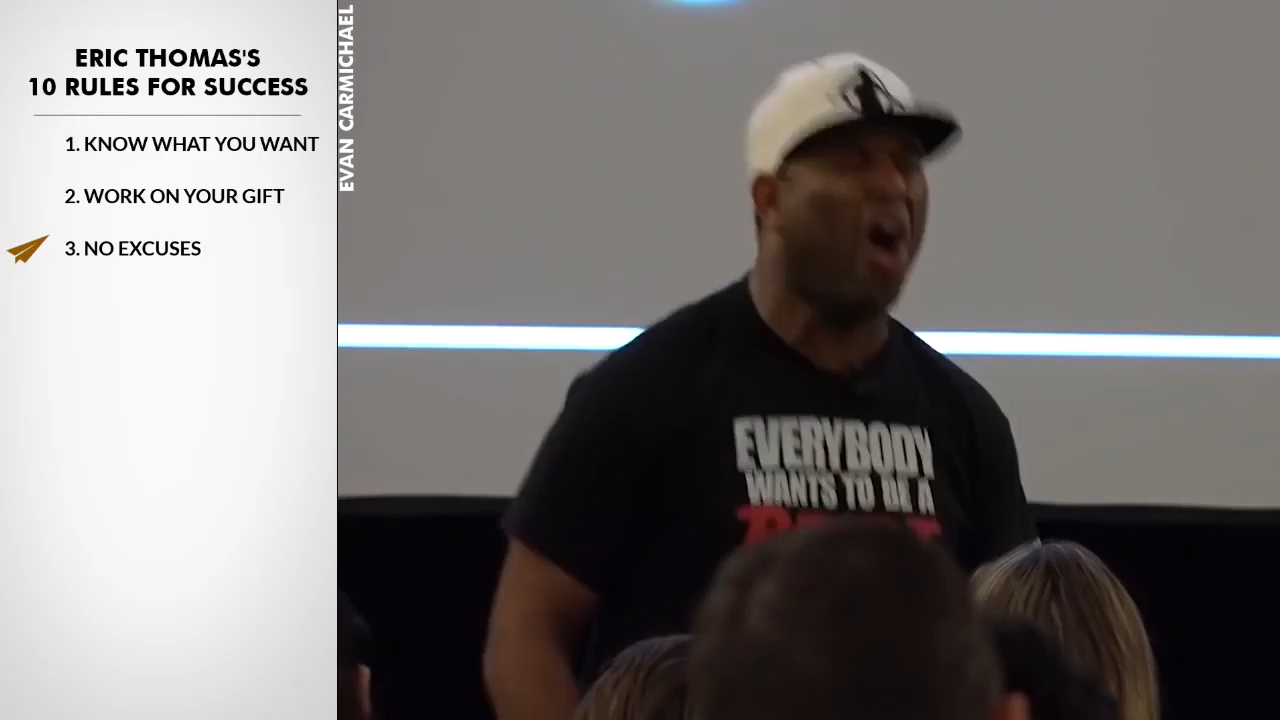 ERIC THOMAS'S
10 RULES FOR SUCCESS
1. KNOW WHAT YOU WANT
2. WORK ON YOUR GIFT
3. NO EXCUSES
EVAN CARMICHAEL
EVERYBODY
WANTS TO BE A